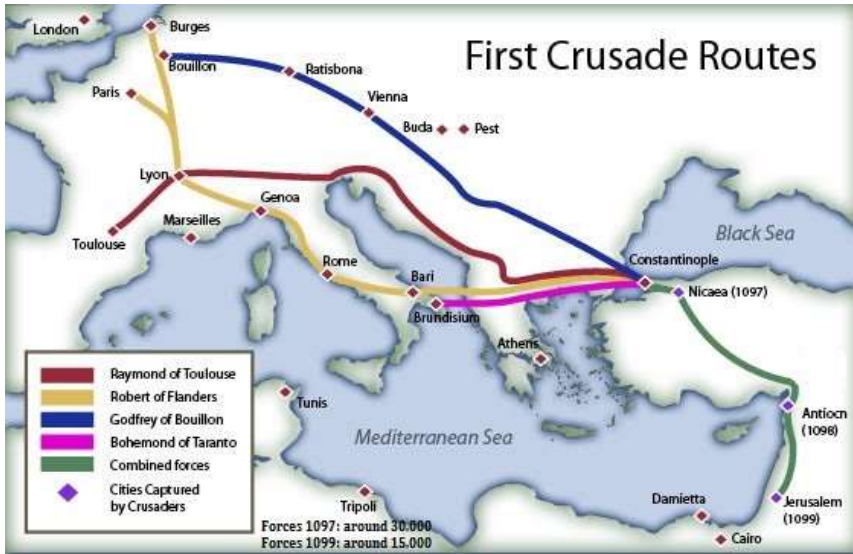 First Crusade Routes
London
Burges
Bouillon
Ratisbona
Paris
Vienna
Buda
Pest
Lyon
Genoa
Marseilles
Toulouse
Black Sea
Constantinople
Rome
Bari
Nicaea (1097)
Brundisium
Athens
Raymond of Toulouse
Robert of Flanders
Godfrey of Bouillon
Bohemond of Taranto
Combined forces
Cities Captured
by Crusaders
Tunis
Mediterranean Sea
Antiocn
(1098)
Tripoli
Damietta
Jerusalem
(1099)
Cairo
Forces 1097: around 30.000
Forces 1099: around 15.000